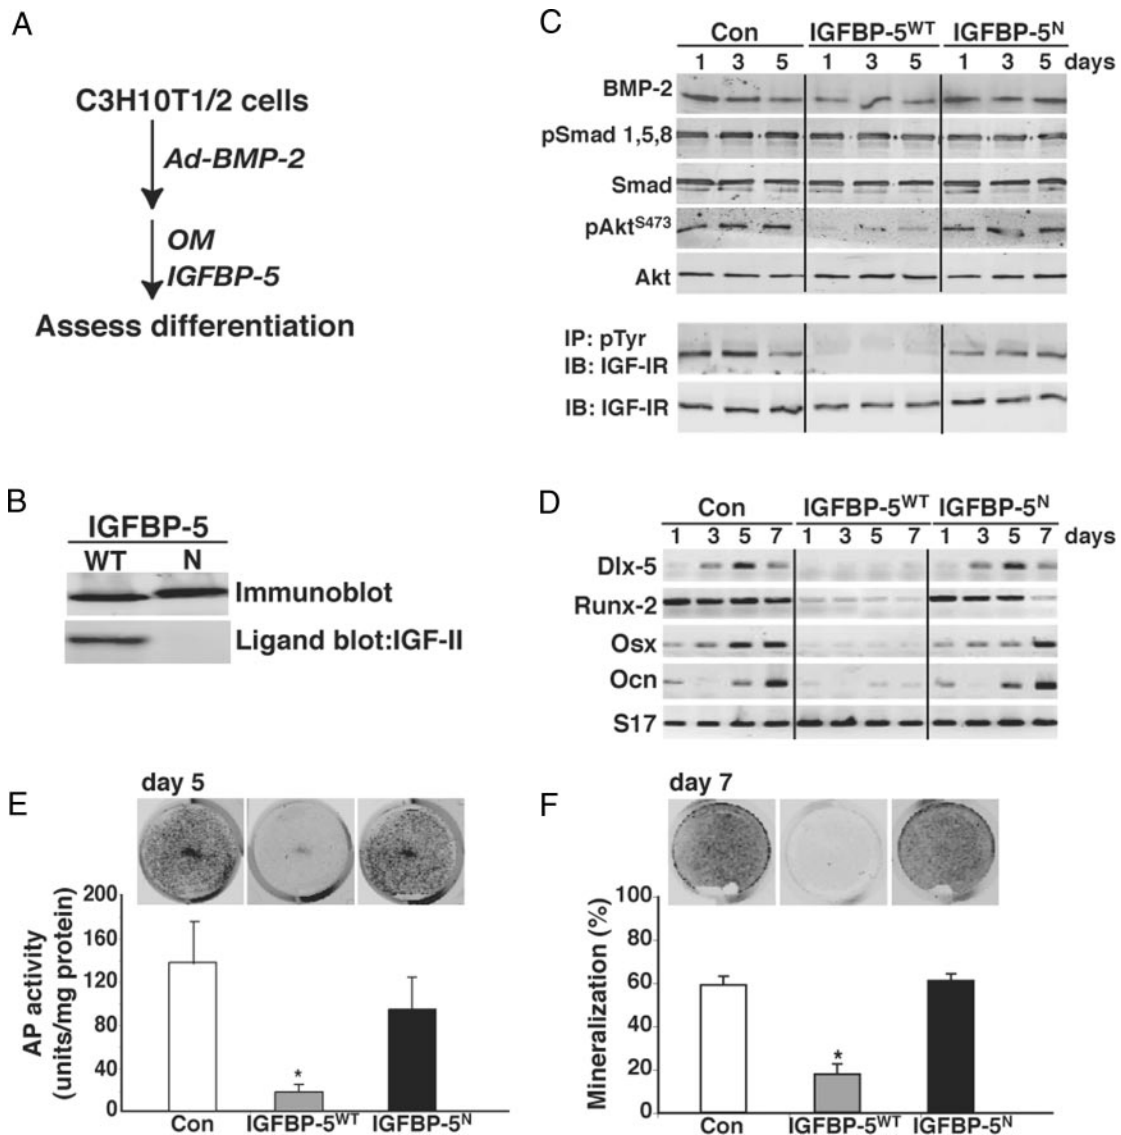 A
C3H10T1/2 cells
Ad-BMP-2
OM
IGFBP-5
Assess differentiation
B
IGFBP-5
WT N
Immunoblot
Ligand blot:IGF-II
C
Con IGFBP-5WT IGFBP-5N
1 3 5 1 3 5 1 3 5 days
BMP-2
pSmad 1,5,8
Smad
pAktS473
Akt
IP: pTyr
IB: IGF-IR
IB: IGF-IR
D
Con IGFBP-5WT IGFBP-5N
1 3 5 7 1 3 5 7 1 3 5 7 days
Dlx-5
Runx-2
Osx
Ocn
S17
E
day 5
AP activity
(units/mg protein)
200
160
120
80
40
0
*
Con IGFBP-5WT IGFBP-5N
F
day 7
Mineralization (%)
100
80
60
40
20
0
*
Con IGFBP-5WT IGFBP-5N